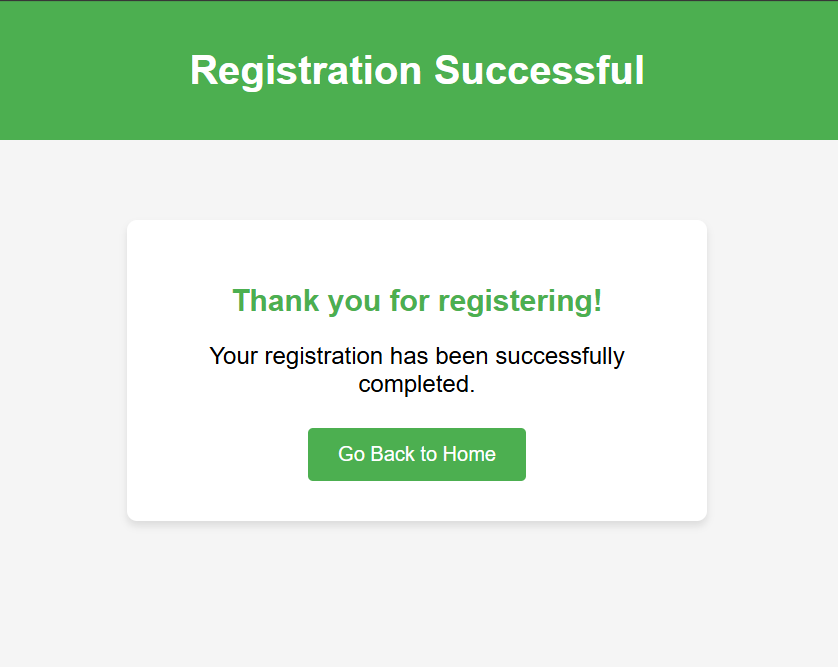 Registration Successful
Thank you for registering!
Your registration has been successfully
completed.
Go Back to Home